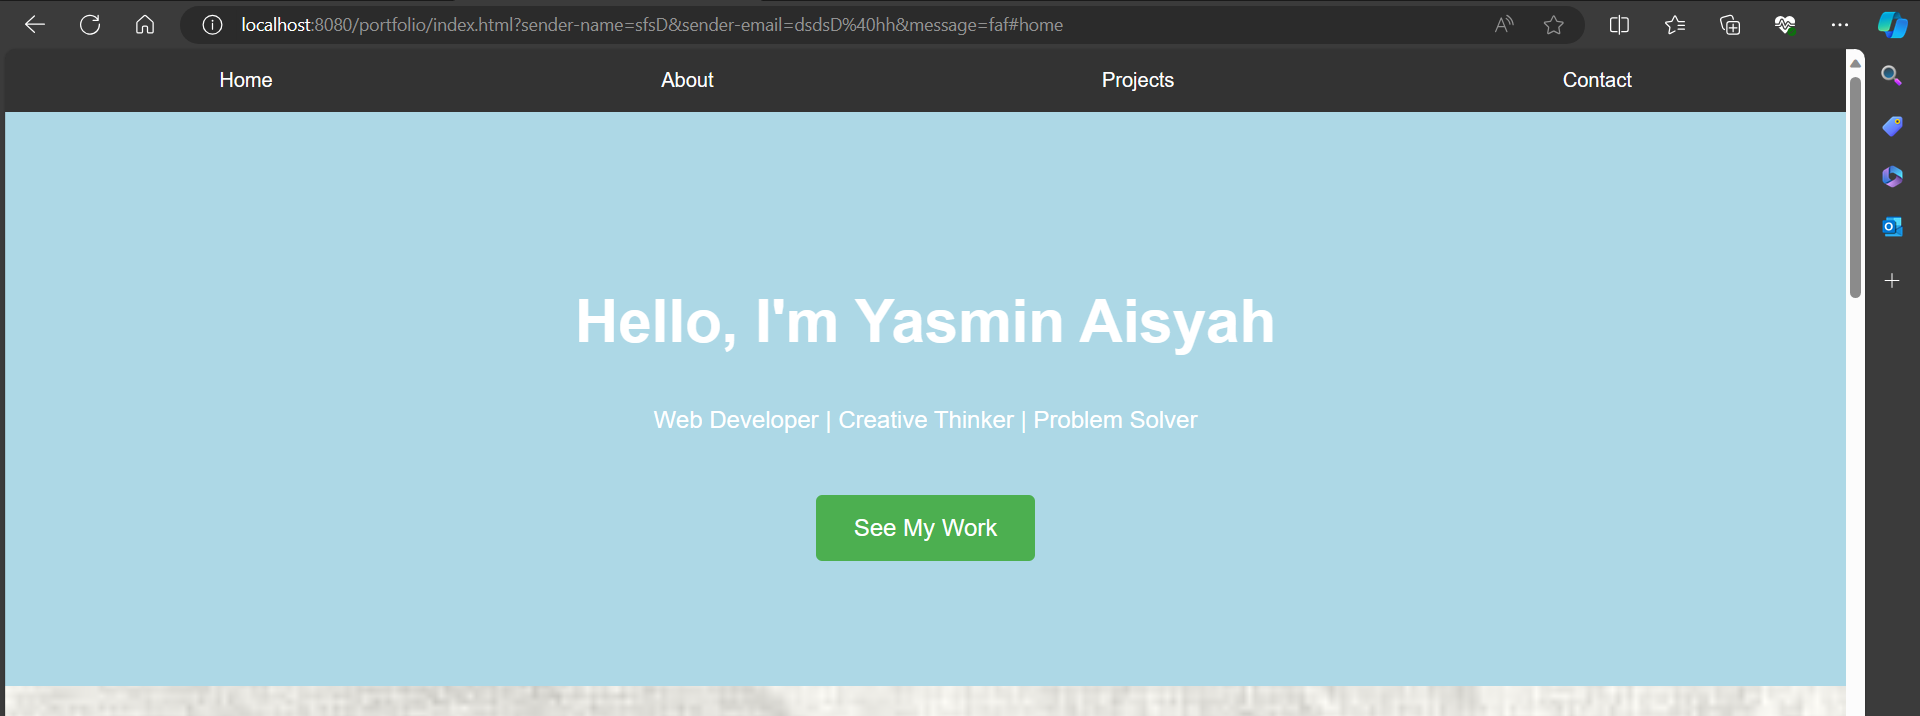 localhost:8080/portfolio/index.html?sender-name=sfsD&sender-email=dsdsD%40hh&message=faf#home
Home About Projects Contact
Hello, I'm Yasmin Aisyah
Web Developer | Creative Thinker | Problem Solver
See My Work